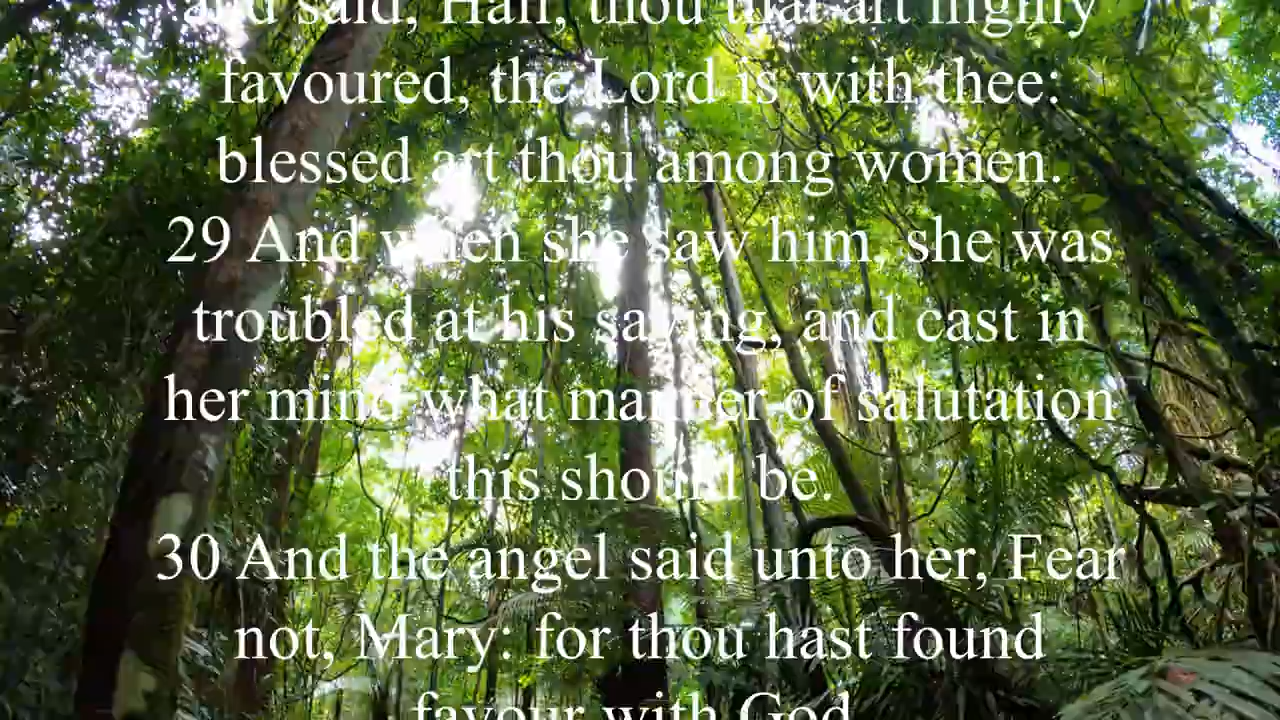 and said, Hail, thou that art highly
favoured, the Lord is with thee:
blessed art thou among women.
29 And when she saw him, she was
troubled at his saying, and cast in
her mind what manner of salutation
this should be.
30 And the angel said unto her, Fear
not, Mary: for thou hast found
favour with God.